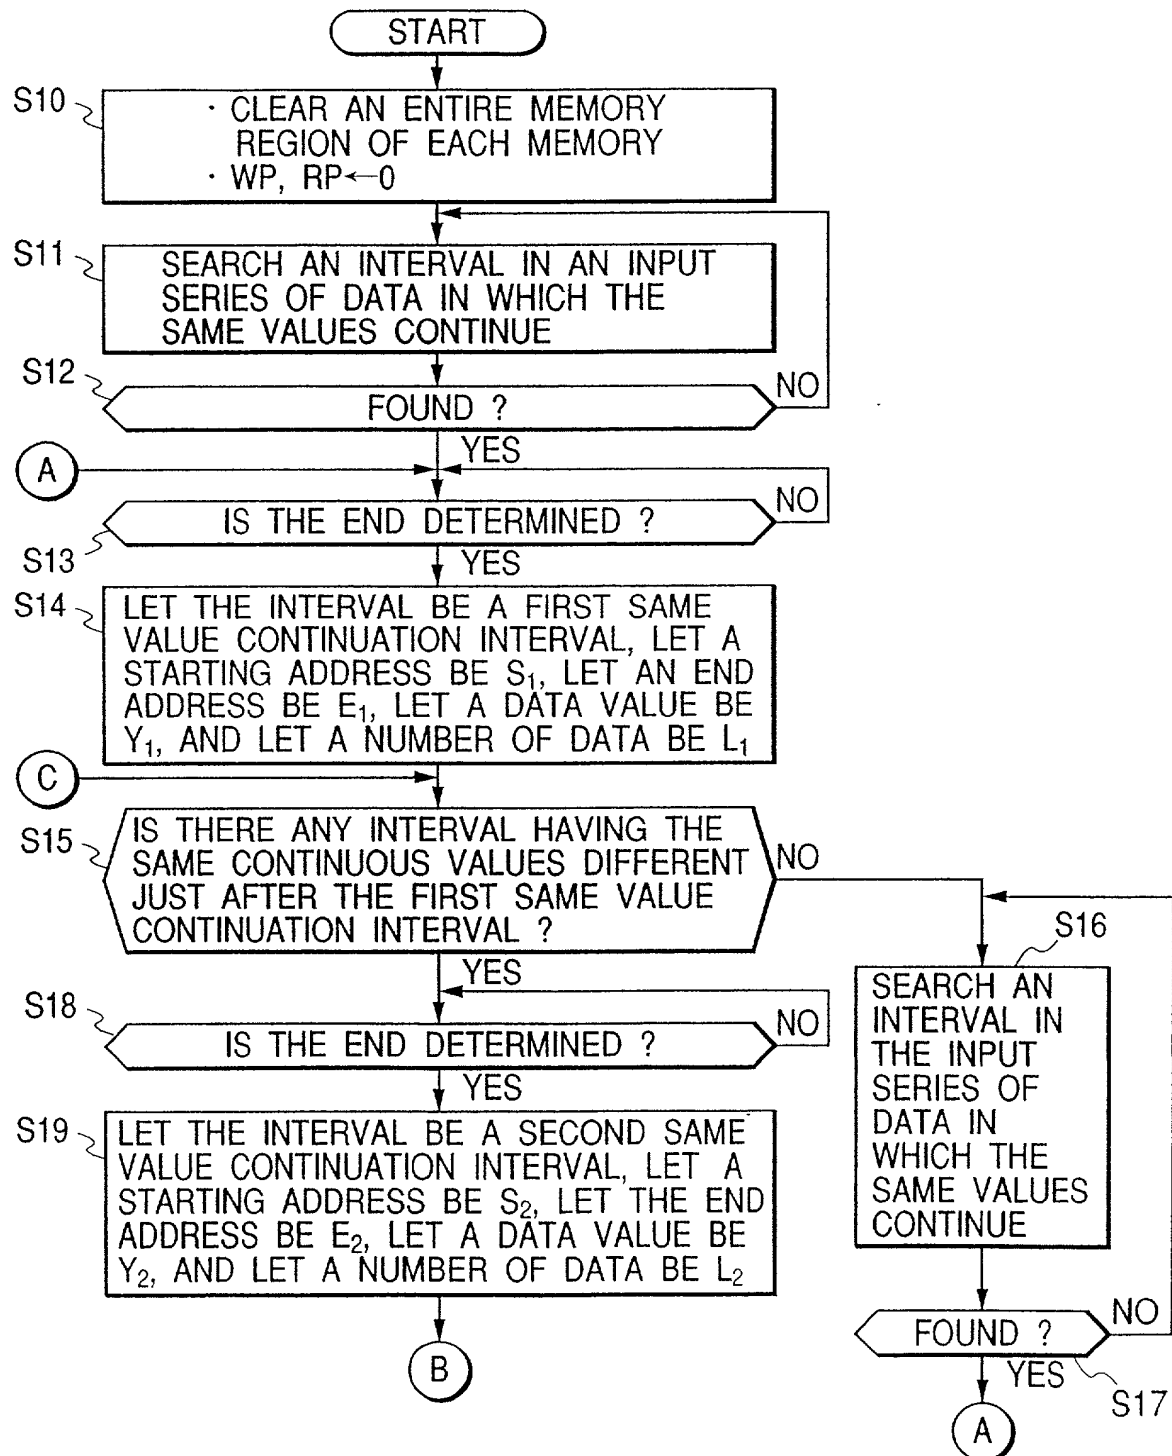 START
S10
· CLEAR AN ENTIRE MEMORY
REGION OF EACH MEMORY
· WP, RP←0
S11
SEARCH AN INTERVAL IN AN INPUT
SERIES OF DATA IN WHICH THE
SAME VALUES CONTINUE
S12
FOUND ?
NO
YES
A
IS THE END DETERMINED ?
NO
S13
YES
S14
LET THE INTERVAL BE A FIRST SAME
VALUE CONTINUATION INTERVAL, LET A
STARTING ADDRESS BE S₁, LET AN END
ADDRESS BE E₁, LET A DATA VALUE BE
Y₁, AND LET A NUMBER OF DATA BE L₁
C
S15
IS THERE ANY INTERVAL HAVING THE
SAME CONTINUOUS VALUES DIFFERENT
JUST AFTER THE FIRST SAME VALUE
CONTINUATION INTERVAL ?
NO
YES
S16
SEARCH AN
INTERVAL IN
THE INPUT
SERIES OF
DATA IN
WHICH THE
SAME VALUES
CONTINUE
S18
IS THE END DETERMINED ?
NO
YES
S19
LET THE INTERVAL BE A SECOND SAME
VALUE CONTINUATION INTERVAL, LET A
STARTING ADDRESS BE S₂, LET THE END
ADDRESS BE E₂, LET A DATA VALUE BE
Y₂, AND LET A NUMBER OF DATA BE L₂
B
FOUND ?
NO
YES
S17
A